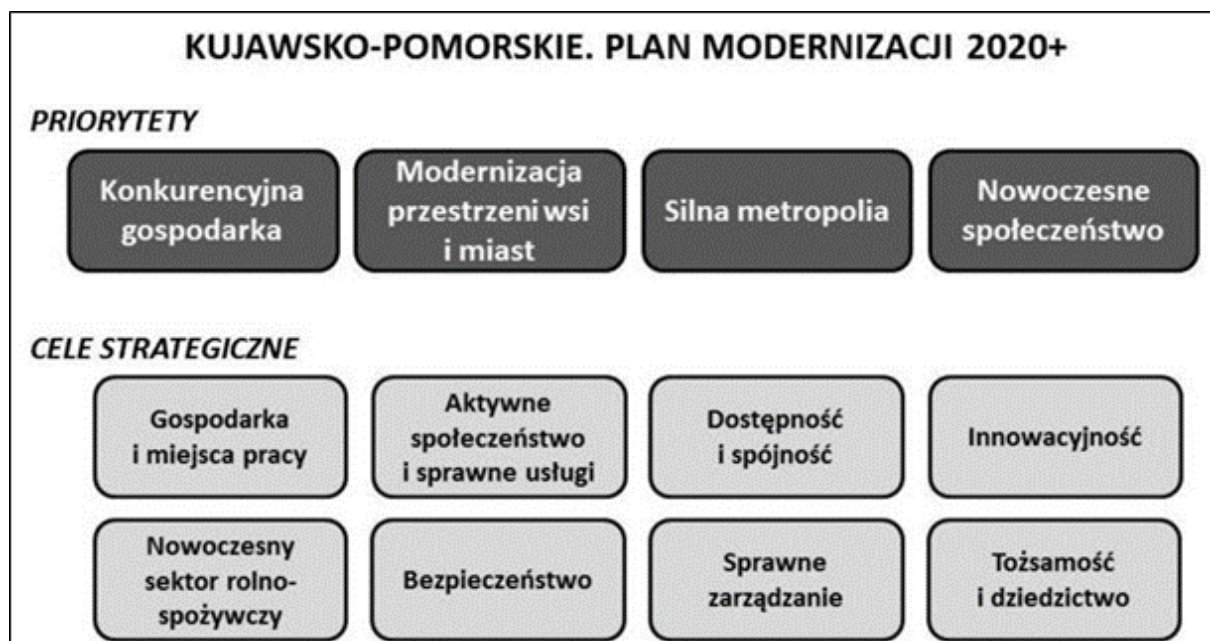 KUJAWSKO-POMORSKIE. PLAN MODERNIZACJI 2020+
PRIORYTETY
Konkurencyjna
gospodarka
Modernizacja
przestrzeni wsi
i miast
Silna metropolia
Nowoczesne
społeczeństwo
CELE STRATEGICZNE
Gospodarka
i miejsca pracy
Aktywne
społeczeństwo
i sprawne usługi
Dostępność
i spójność
Innowacyjność
Nowoczesny
sektor rolno-
spożywczy
Bezpieczeństwo
Sprawne
zarządzanie
Tożsamość
i dziedzictwo